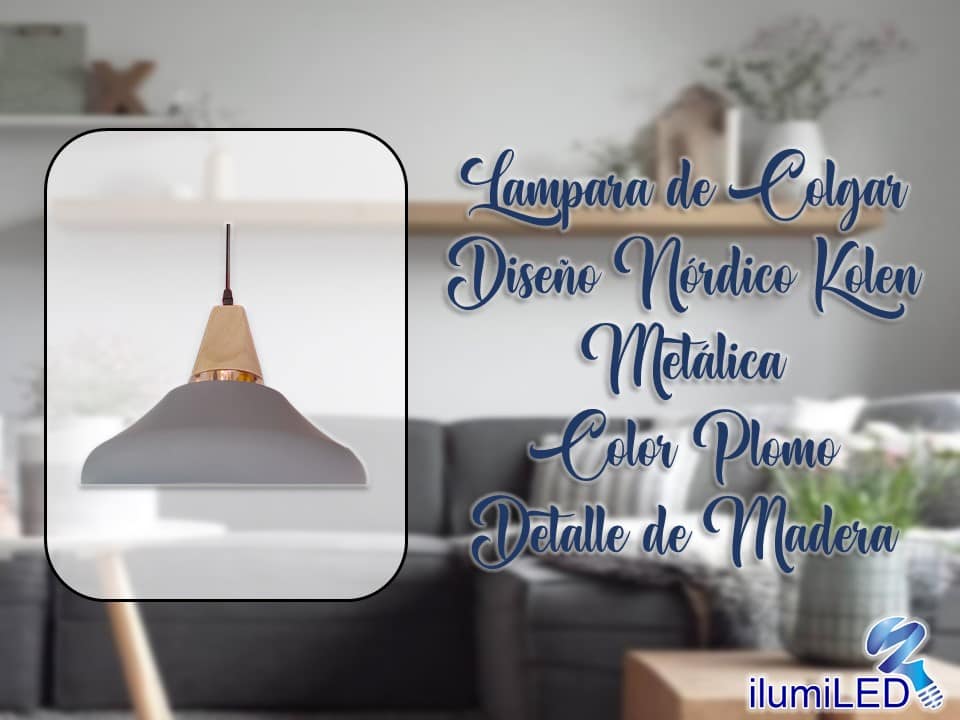 Lampara de Colgar
Diseño Nórdico Kolen
Metálica
Color Plomo
Detalle de Madera
ilumiLED